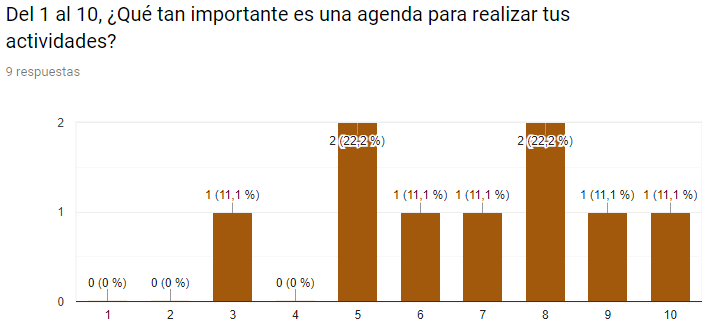 Del 1 al 10, ¿Qué tan importante es una agenda para realizar tus
actividades?
9 respuestas
2
2 (22,2 %)
2 (22,2 %)
1 (11,1 %)
1 (11,1 %)
1 (11,1 %)
1 (11,1 %)
1 (11,1 %)
1
0 (0 %)
0 (0 %)
0 (0 %)
0
1 2 3 4 5 6 7 8 9 10